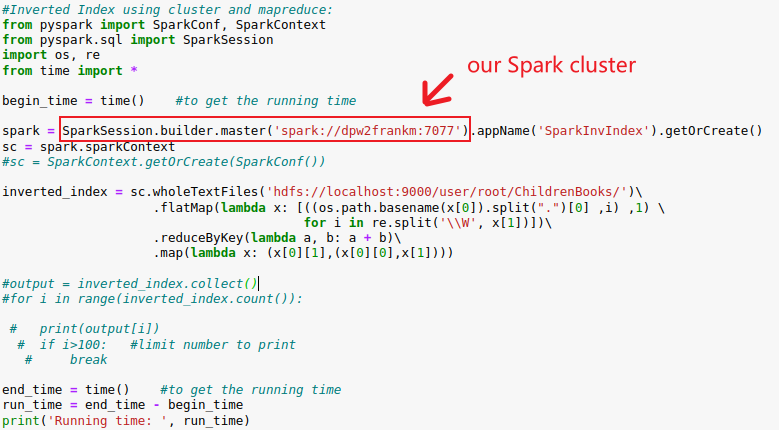 #Inverted Index using cluster and mapreduce:
from pyspark import SparkConf, SparkContext
from pyspark.sql import SparkSession
import os, re
from time import *
our Spark cluster
begin_time = time()    #to get the running time
spark = SparkSession.builder.master('spark://dpw2frankm:7077').appName('SparkInvIndex').getOrCreate()
sc = spark.sparkContext
#sc = SparkContext.getOrCreate(SparkConf())
inverted_index = sc.wholeTextFiles('hdfs://localhost:9000/user/root/ChildrenBooks/')\
.flatMap(lambda x: [((os.path.basename(x[0]).split(".")[0] ,i) ,1) \
for i in re.split('\\W', x[1])])\
.reduceByKey(lambda a, b: a + b)\
.map(lambda x: (x[0][1],(x[0][0],x[1])))
#output = inverted_index.collect()
#for i in range(inverted_index.count()):
#   print(output[i])
#  if i>100:   #limit number to print
#     break
end_time = time()    #to get the running time
run_time = end_time - begin_time
print('Running time: ', run_time)